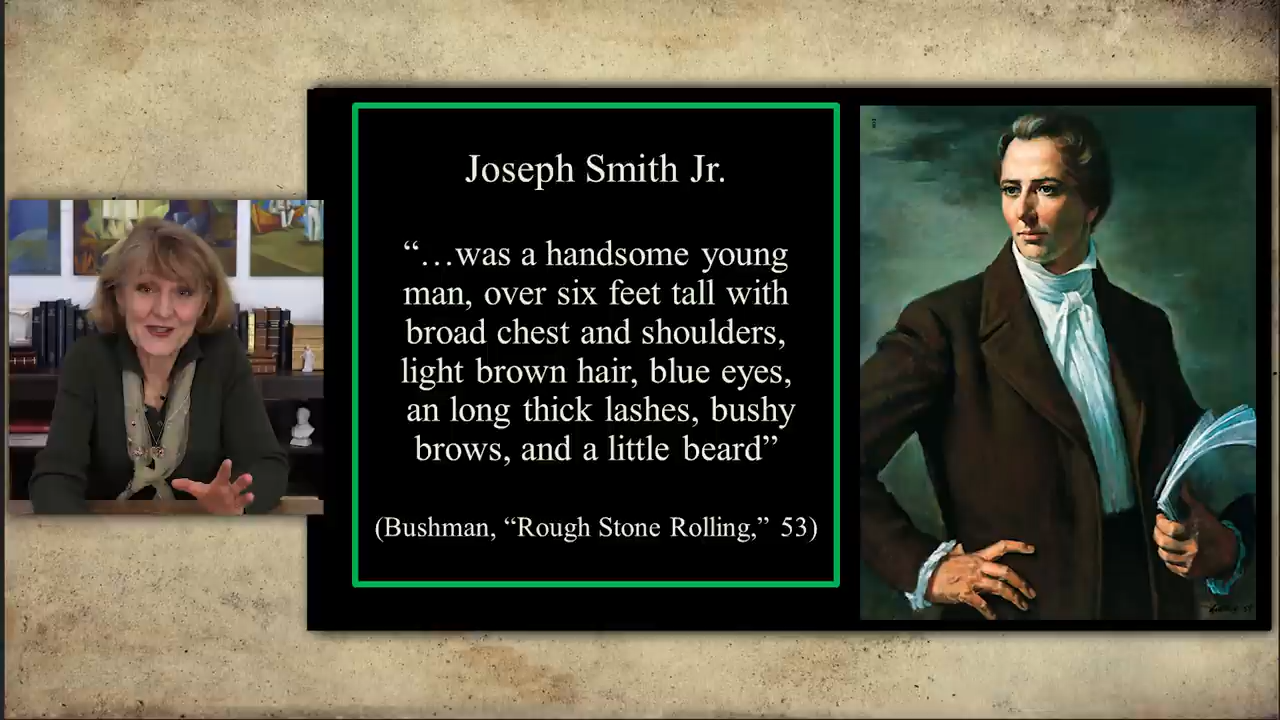 Joseph Smith Jr.
“…was a handsome young
man, over six feet tall with
broad chest and shoulders,
light brown hair, blue eyes,
an long thick lashes, bushy
brows, and a little beard”
(Bushman, “Rough Stone Rolling,” 53)